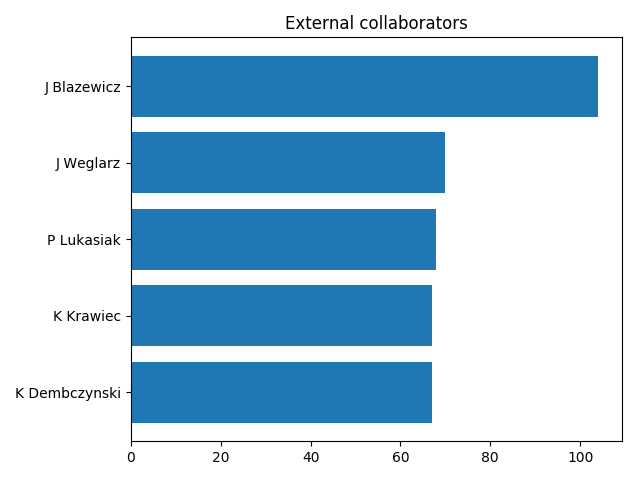 External collaborators
J Blazewicz
J Weglarz
P Lukasiak
K Krawiec
K Dembczynski
0 20 40 60 80 100